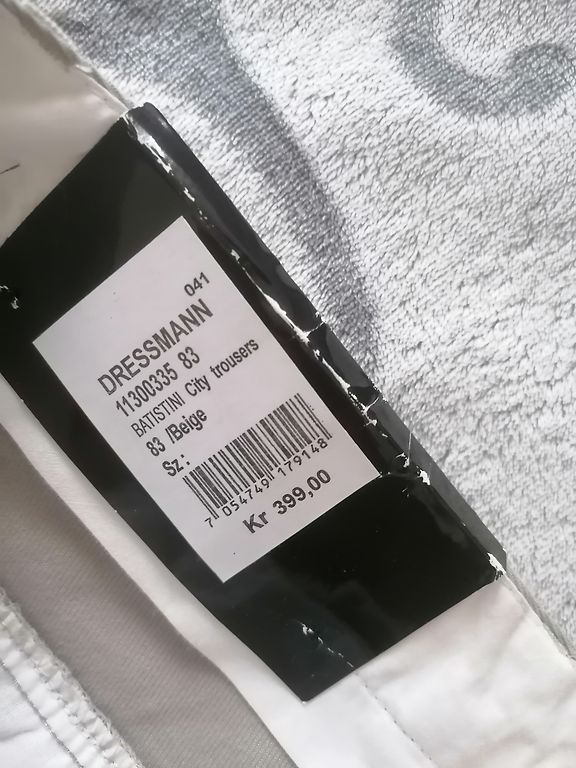 041
DRESSMANN
11300335 83
BATISTINI City trousers
83 /Beige
Sz:
7 054749 179148
Kr 399,00